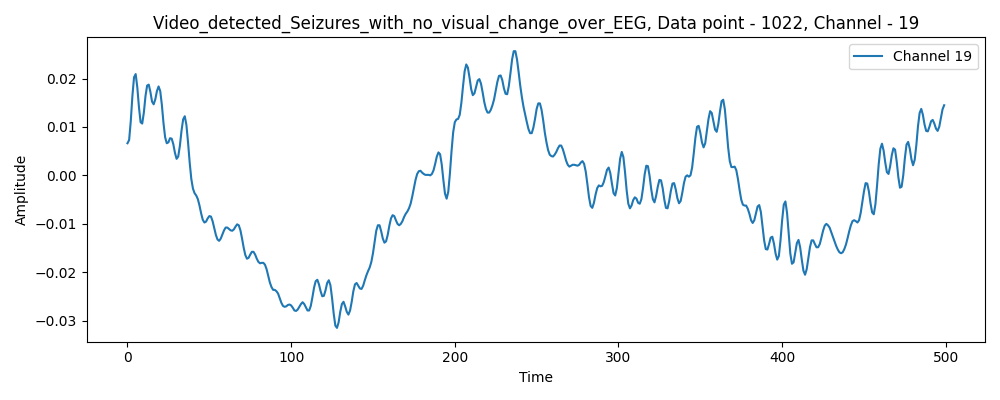 Video_detected_Seizures_with_no_visual_change_over_EEG, Data point - 1022, Channel - 19
Channel 19
Amplitude
0.02
0.01
0.00
−0.01
−0.02
−0.03
0 100 200 300 400 500
Time